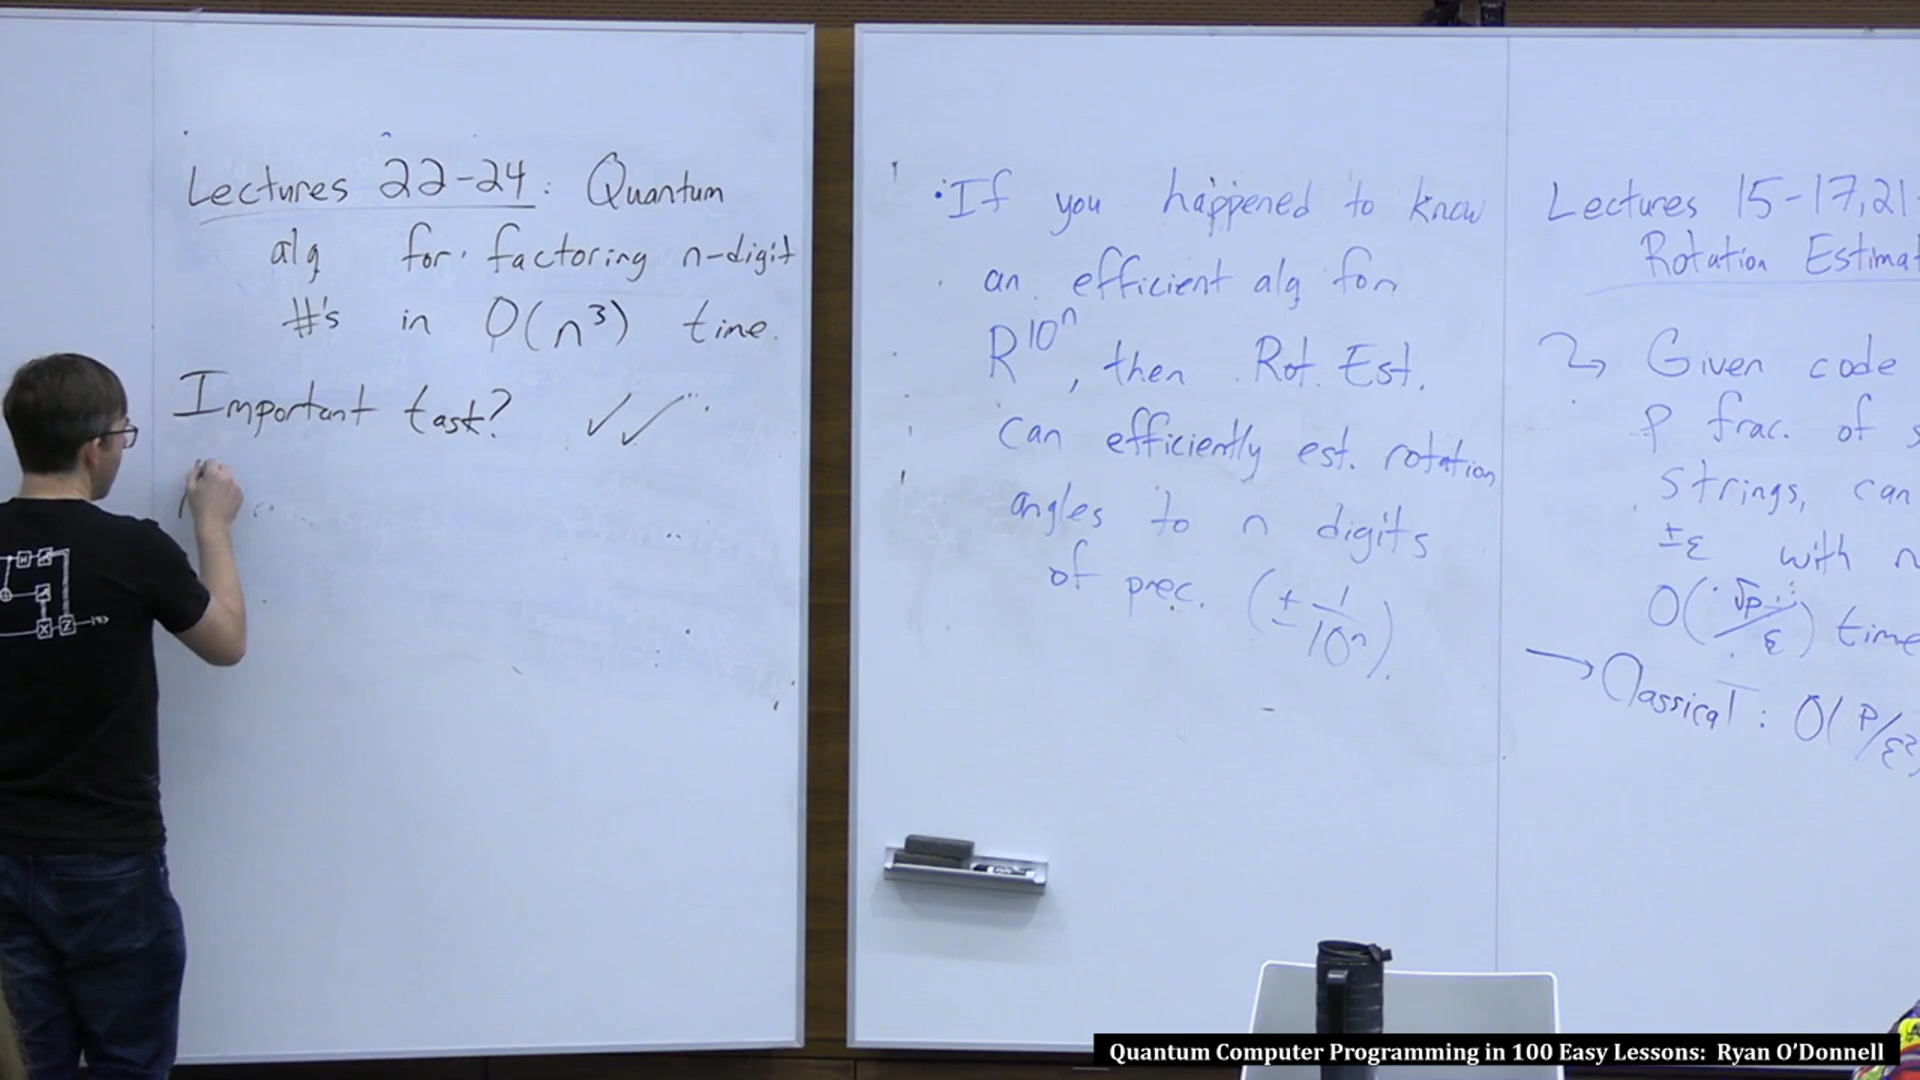 Lectures 22-24: Quantum
alg for factoring n-digit
#'s in O(n³) time.
Important task? ✓✓
• If you happened to know
an efficient alg for
R^10^n, then Rot. Est.
can efficiently est. rotation
angles to n digits
of prec. (± 1/10^n).
Lectures 15-17, 21
Rotation Estimat
↪ Given code
p frac. of s
strings, can
±ε with n
O(√p/ε) time
→ Classical: O(p/ε²)
H
X Z
Quantum Computer Programming in 100 Easy Lessons: Ryan O'Donnell